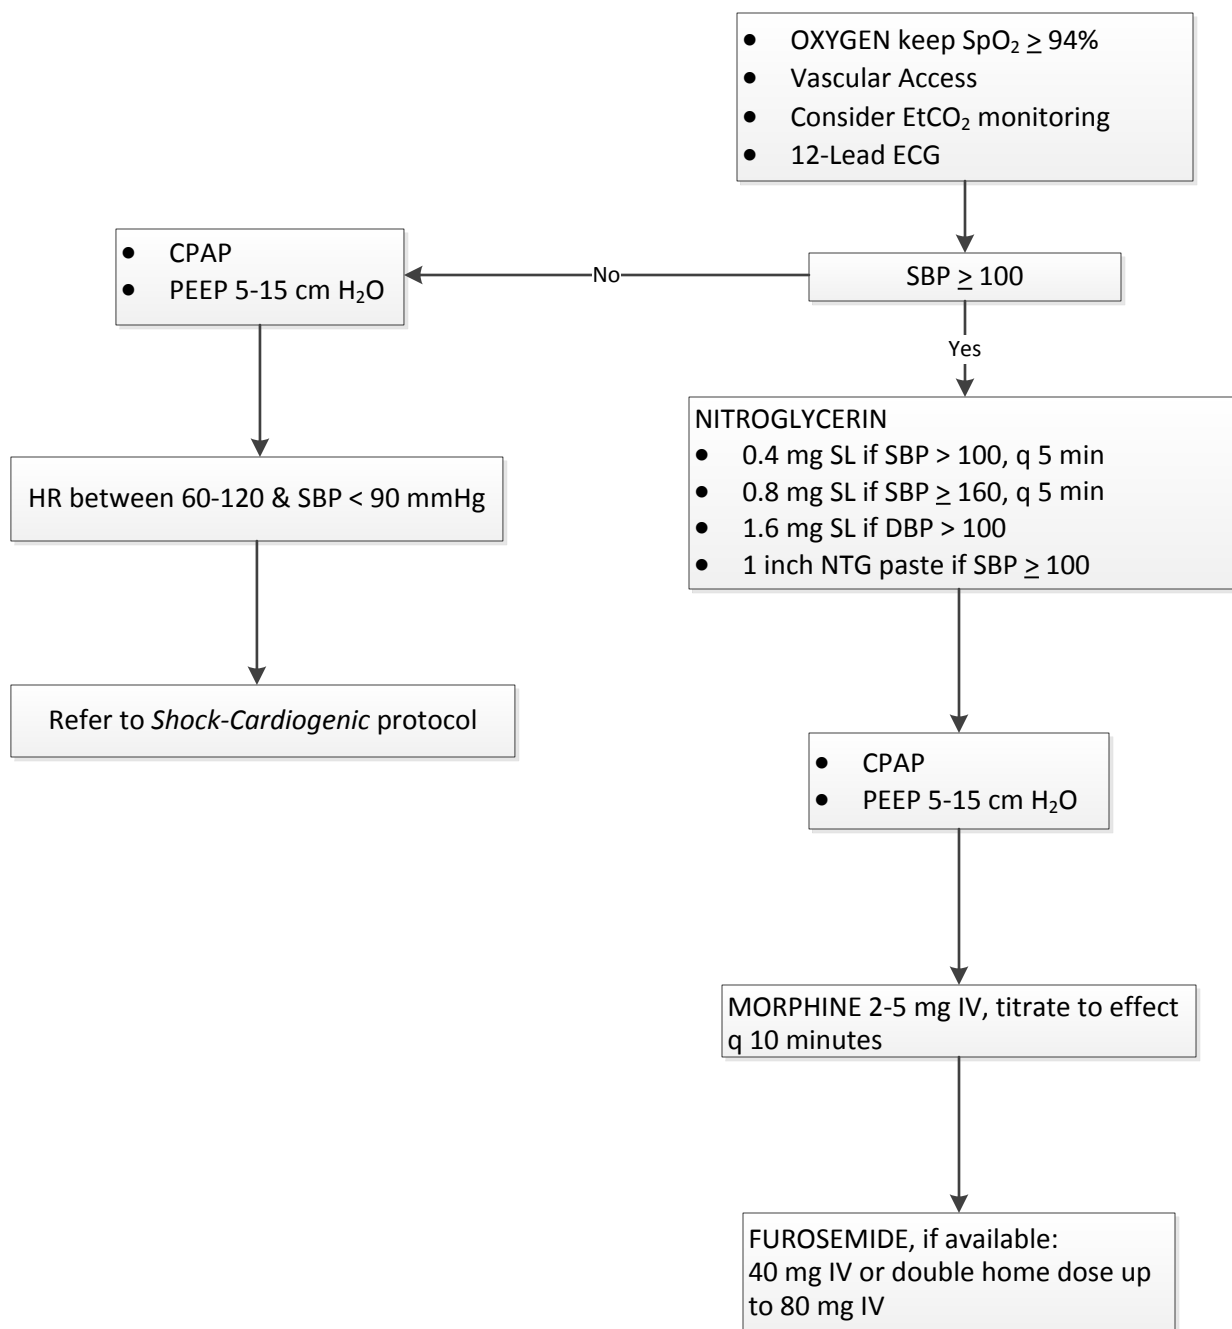 • OXYGEN keep SpO₂ ≥ 94%
• Vascular Access
• Consider EtCO₂ monitoring
• 12-Lead ECG
SBP ≥ 100
No
• CPAP
• PEEP 5-15 cm H₂O
HR between 60-120 & SBP < 90 mmHg
Refer to Shock-Cardiogenic protocol
Yes
NITROGLYCERIN
• 0.4 mg SL if SBP > 100, q 5 min
• 0.8 mg SL if SBP ≥ 160, q 5 min
• 1.6 mg SL if DBP > 100
• 1 inch NTG paste if SBP ≥ 100
• CPAP
• PEEP 5-15 cm H₂O
MORPHINE 2-5 mg IV, titrate to effect
q 10 minutes
FUROSEMIDE, if available:
40 mg IV or double home dose up
to 80 mg IV